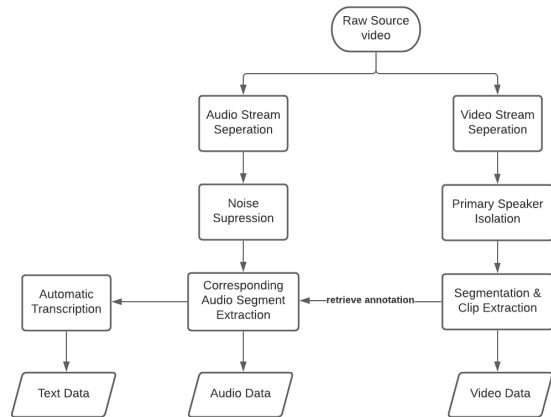 Raw Source
video
Audio Stream
Seperation
Video Stream
Seperation
Noise
Supression
Primary Speaker
Isolation
Automatic
Transcription
Corresponding
Audio Segment
Extraction
retrieve annotation
Segmentation &
Clip Extraction
Text Data
Audio Data
Video Data